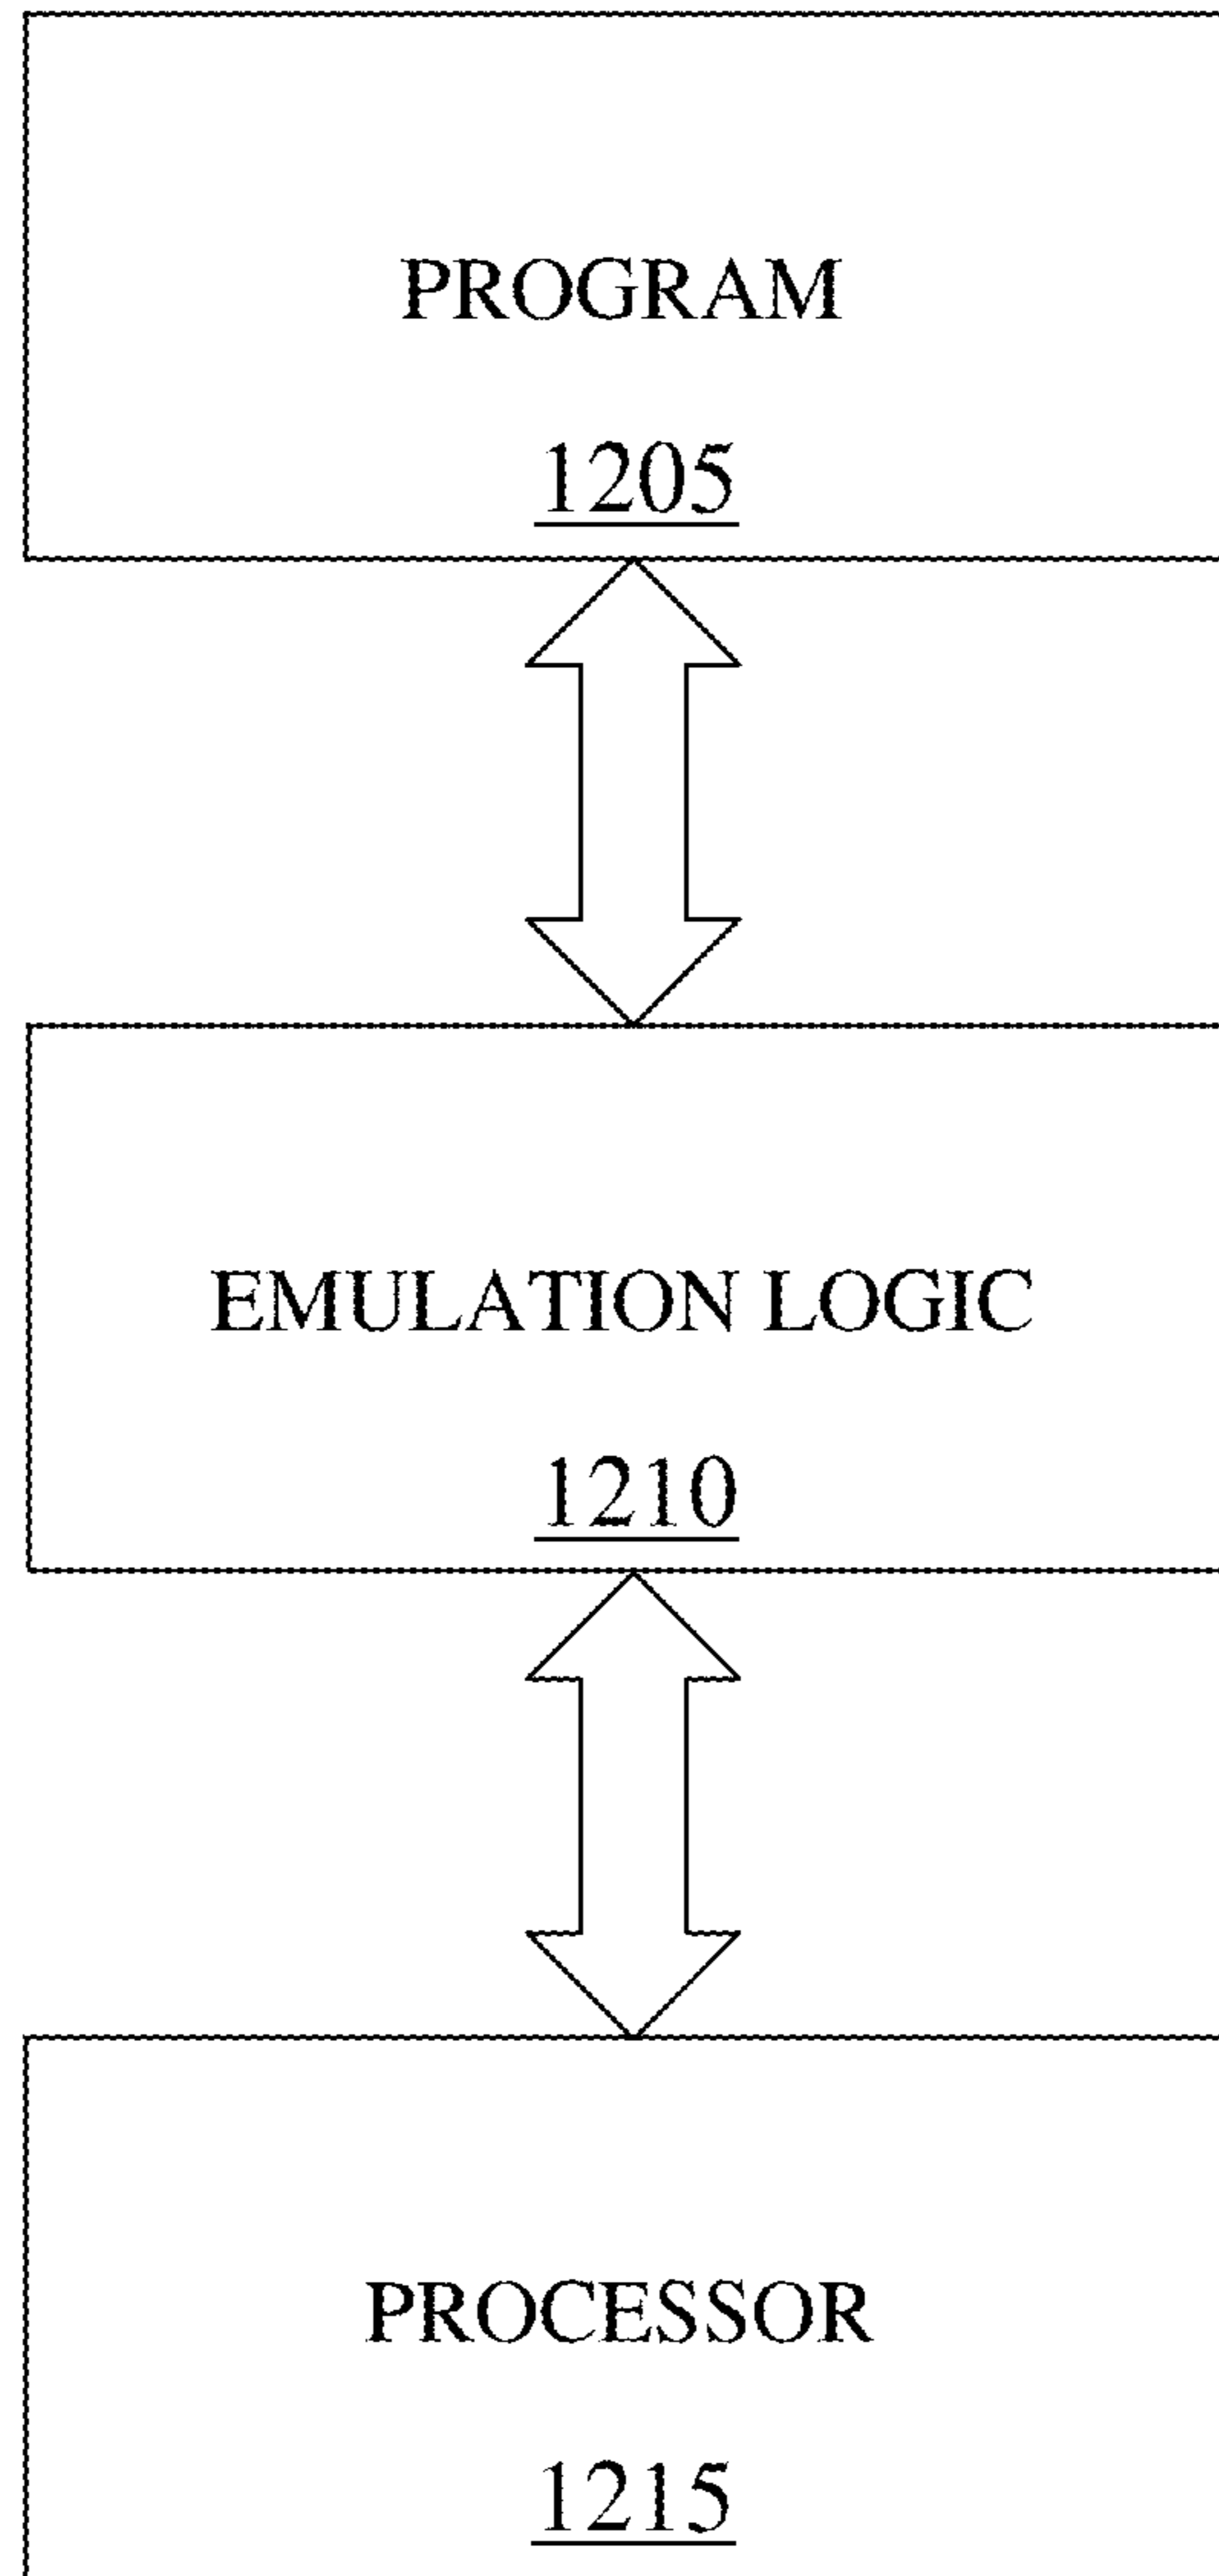 PROGRAM
1205
EMULATION LOGIC
1210
PROCESSOR
1215